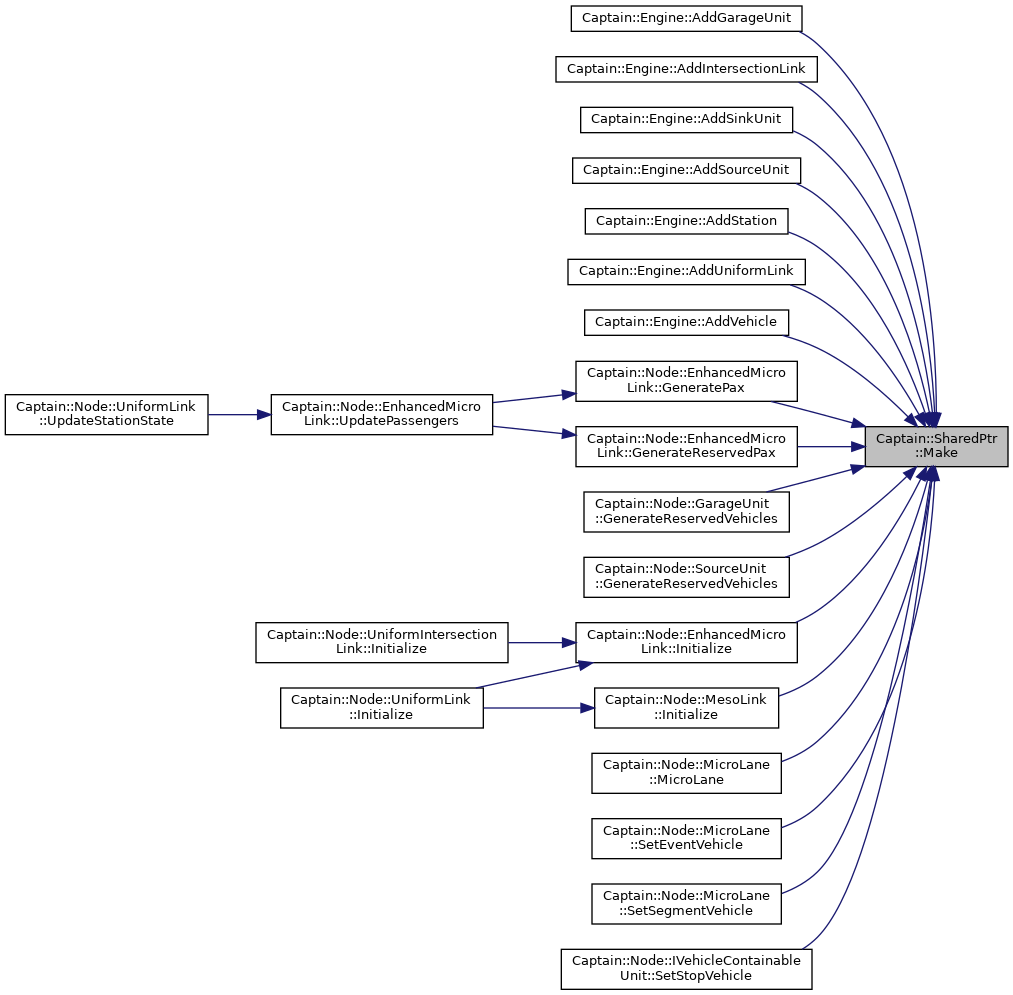 Captain::Engine::AddGarageUnit
Captain::Engine::AddIntersectionLink
Captain::Engine::AddSinkUnit
Captain::Engine::AddSourceUnit
Captain::Engine::AddStation
Captain::Engine::AddUniformLink
Captain::Engine::AddVehicle
Captain::Node::EnhancedMicro
Link::GeneratePax
Captain::Node::UniformLink
::UpdateStationState
Captain::Node::EnhancedMicro
Link::UpdatePassengers
Captain::Node::EnhancedMicro
Link::GenerateReservedPax
Captain::SharedPtr
::Make
Captain::Node::GarageUnit
::GenerateReservedVehicles
Captain::Node::SourceUnit
::GenerateReservedVehicles
Captain::Node::UniformIntersection
Link::Initialize
Captain::Node::EnhancedMicro
Link::Initialize
Captain::Node::UniformLink
::Initialize
Captain::Node::MesoLink
::Initialize
Captain::Node::MicroLane
::MicroLane
Captain::Node::MicroLane
::SetEventVehicle
Captain::Node::MicroLane
::SetSegmentVehicle
Captain::Node::IVehicleContainable
Unit::SetStopVehicle